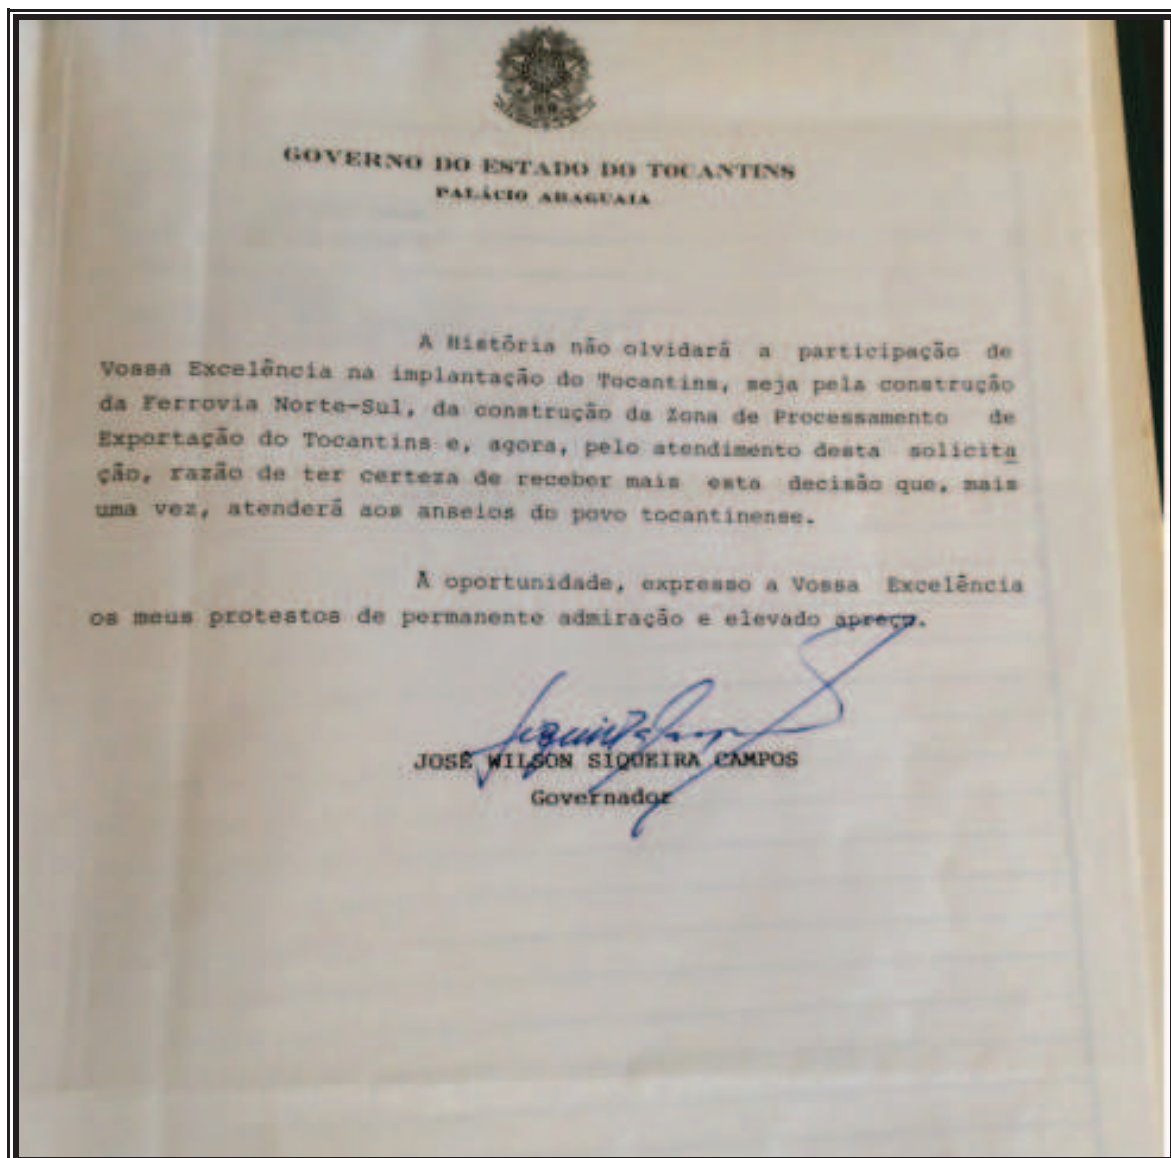 GOVERNO DO ESTADO DO TOCANTINS
PALÁCIO ARAGUAIA
A História não olvidará a participação de
Vossa Excelência na implantação do Tocantins, seja pela construção
da Ferrovia Norte-Sul, da construção da Zona de Processamento de
Exportação do Tocantins e, agora, pelo atendimento desta solicita
ção, razão de ter certeza de receber mais esta decisão que, mais
uma vez, atenderá aos anseios do povo tocantinense.
À oportunidade, expresso a Vossa Excelência
os meus protestos de permanente admiração e elevado apreço.
JOSÉ WILSON SIQUEIRA CAMPOS
Governador